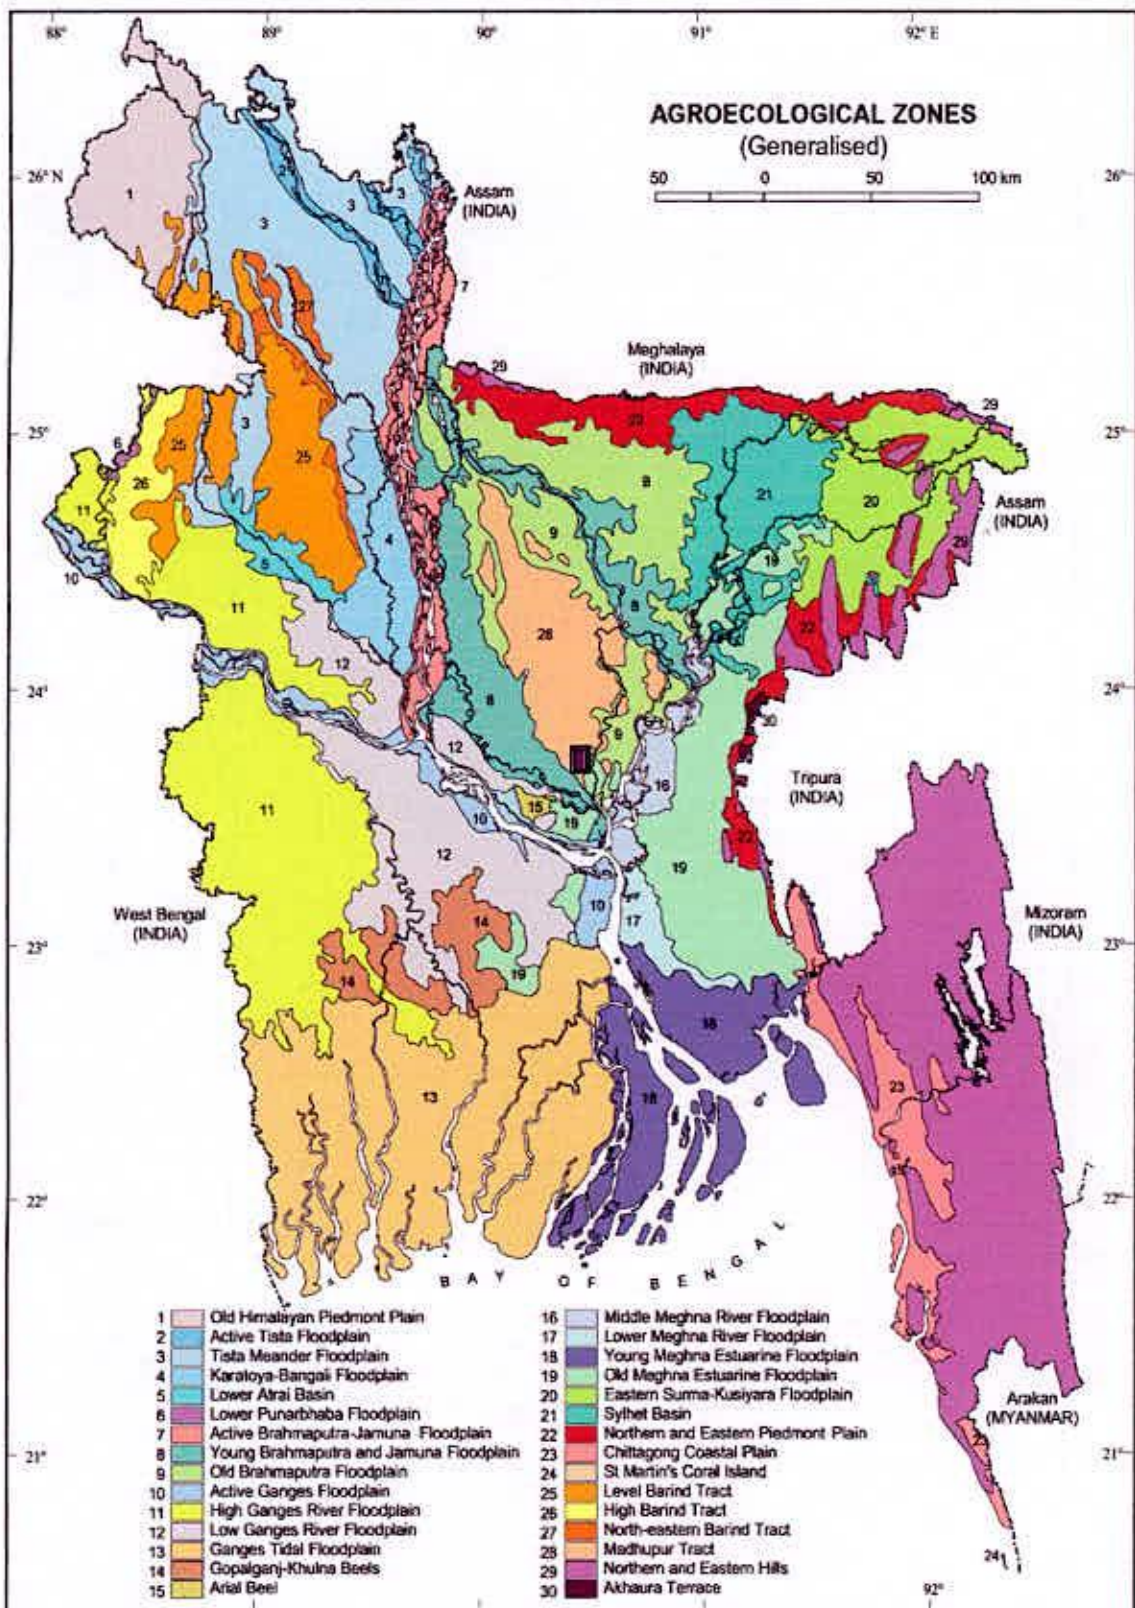 88° 89° 90° 91° 92° E
AGROECOLOGICAL ZONES
(Generalised)
50 0 50 100 km
26° N
26°
Assam
(INDIA)
Meghalaya
(INDIA)
25°
25°
Assam
(INDIA)
24°
24°
Tripura
(INDIA)
West Bengal
(INDIA)
Mizoram
(INDIA)
23°
23°
22°
22°
BAY OF BENGAL
Arakan
(MYANMAR)
21°
21°
92°
1 Old Himalayan Piedmont Plain
2 Active Tista Floodplain
3 Tista Meander Floodplain
4 Karatoya-Bangali Floodplain
5 Lower Atrai Basin
6 Lower Punarbhaba Floodplain
7 Active Brahmaputra-Jamuna Floodplain
8 Young Brahmaputra and Jamuna Floodplain
9 Old Brahmaputra Floodplain
10 Active Ganges Floodplain
11 High Ganges River Floodplain
12 Low Ganges River Floodplain
13 Ganges Tidal Floodplain
14 Gopalganj-Khulna Beels
15 Arial Beel
16 Middle Meghna River Floodplain
17 Lower Meghna River Floodplain
18 Young Meghna Estuarine Floodplain
19 Old Meghna Estuarine Floodplain
20 Eastern Surma-Kusiyara Floodplain
21 Sylhet Basin
22 Northern and Eastern Piedmont Plain
23 Chittagong Coastal Plain
24 St Martin's Coral Island
25 Level Barind Tract
26 High Barind Tract
27 North-eastern Barind Tract
28 Madhupur Tract
29 Northern and Eastern Hills
30 Akhaura Terrace